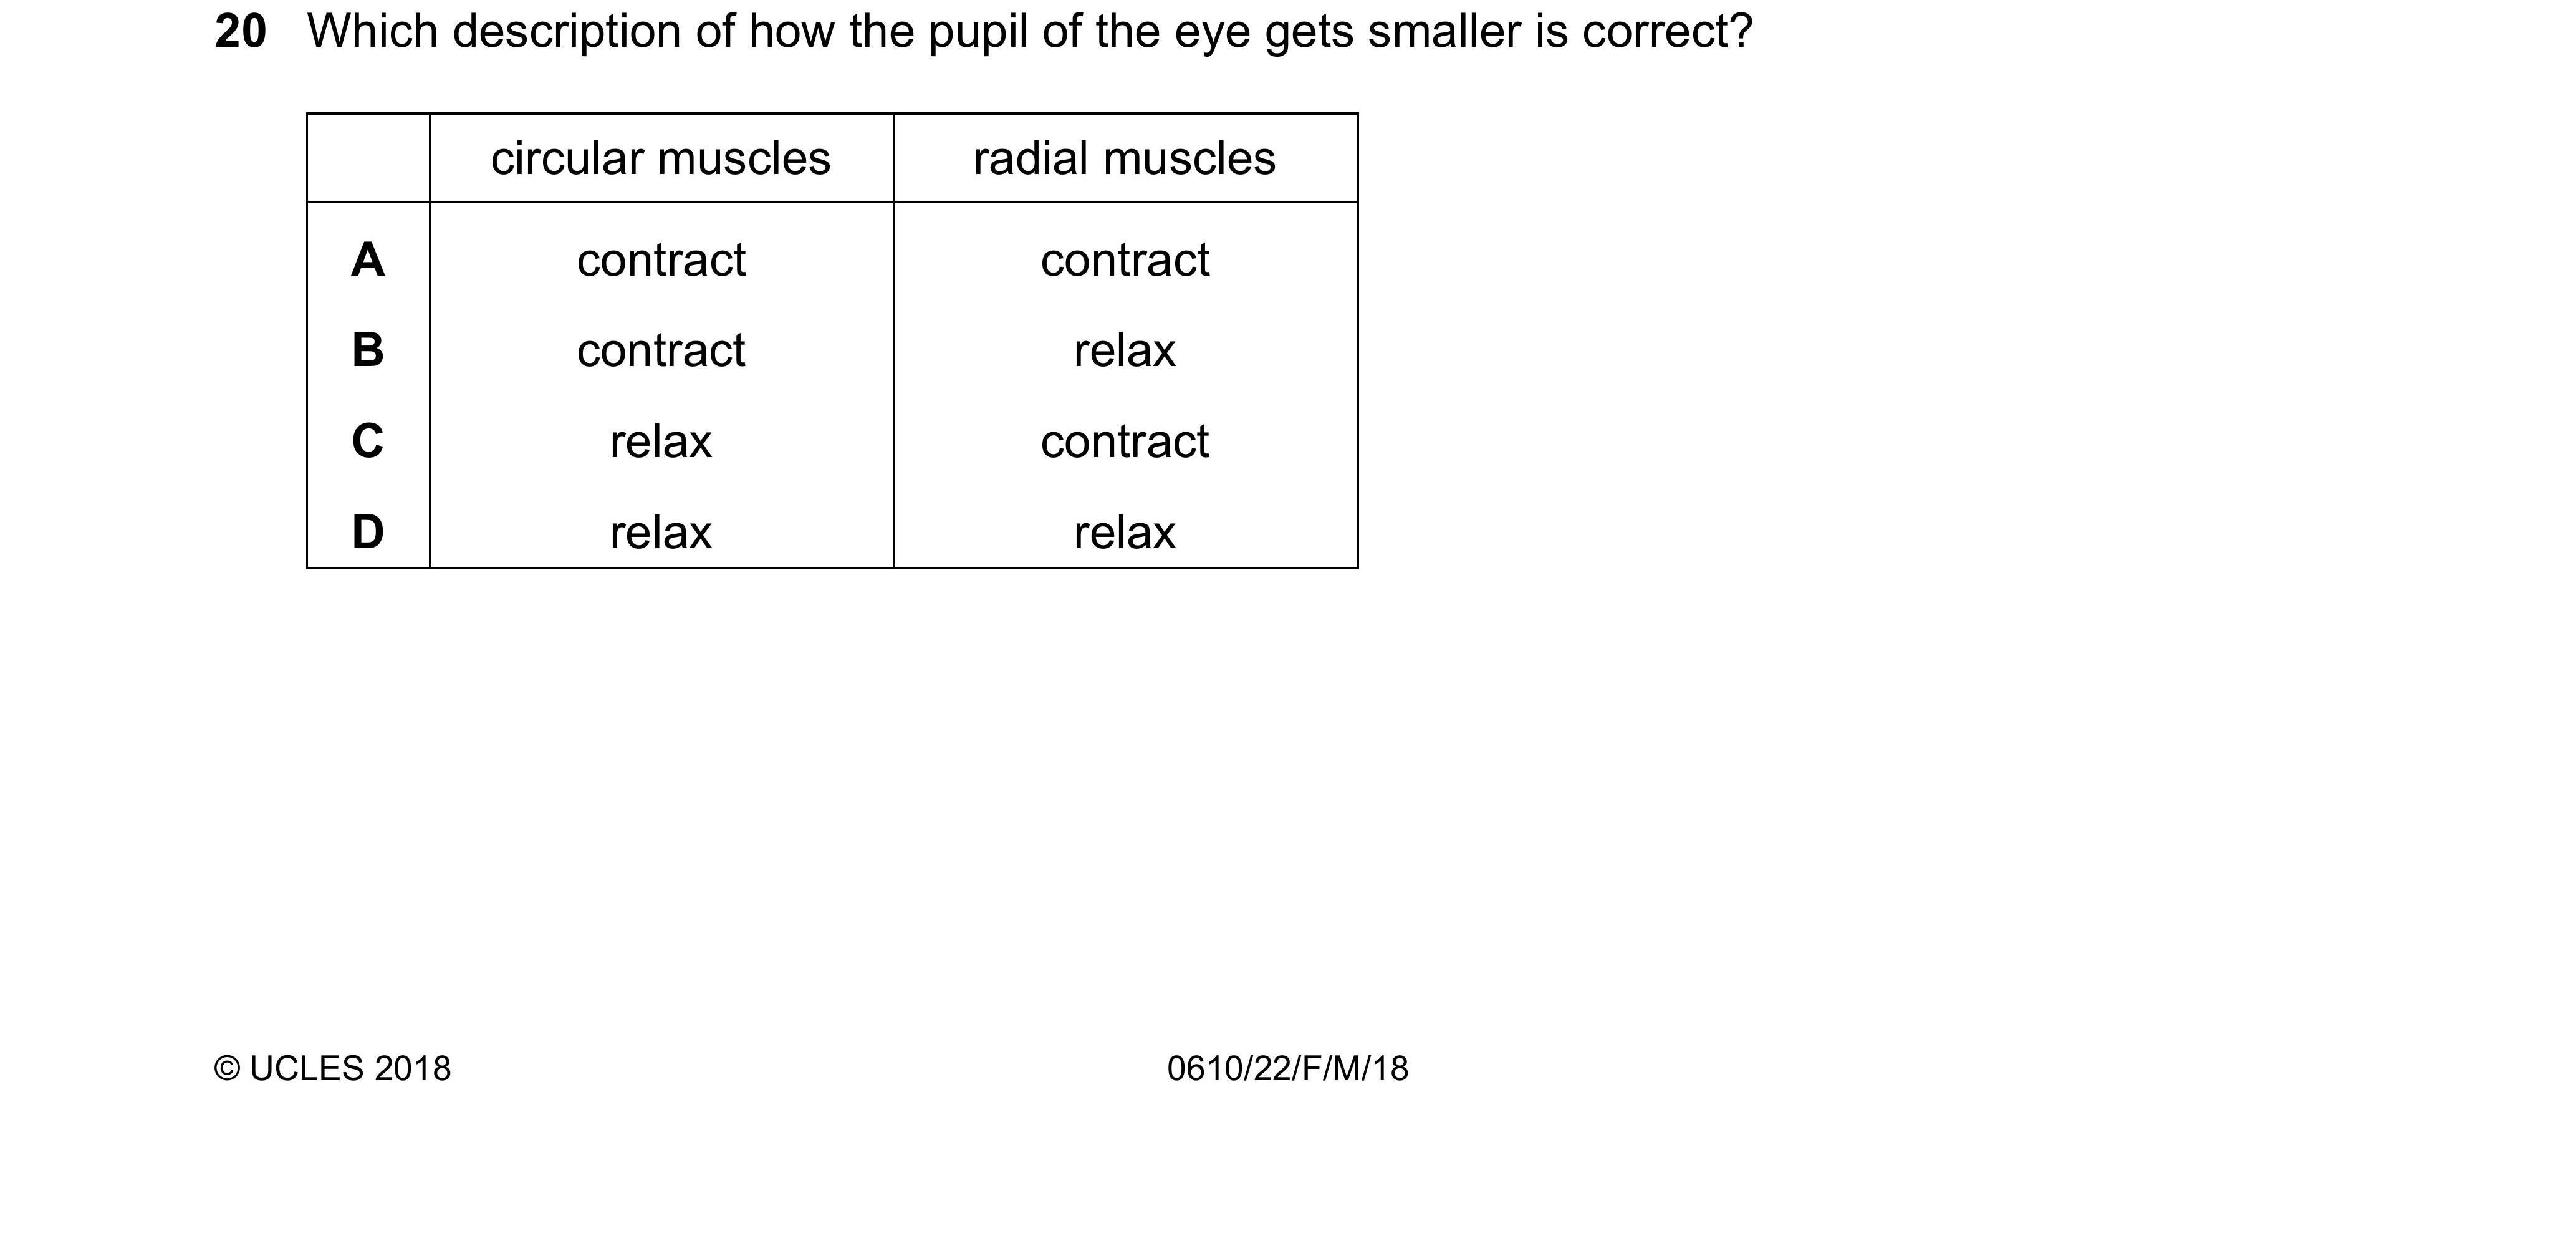 20 Which description of how the pupil of the eye gets smaller is correct?
circular muscles radial muscles
A contract contract
B contract relax
C relax contract
D relax relax
© UCLES 2018 0610/22/F/M/18